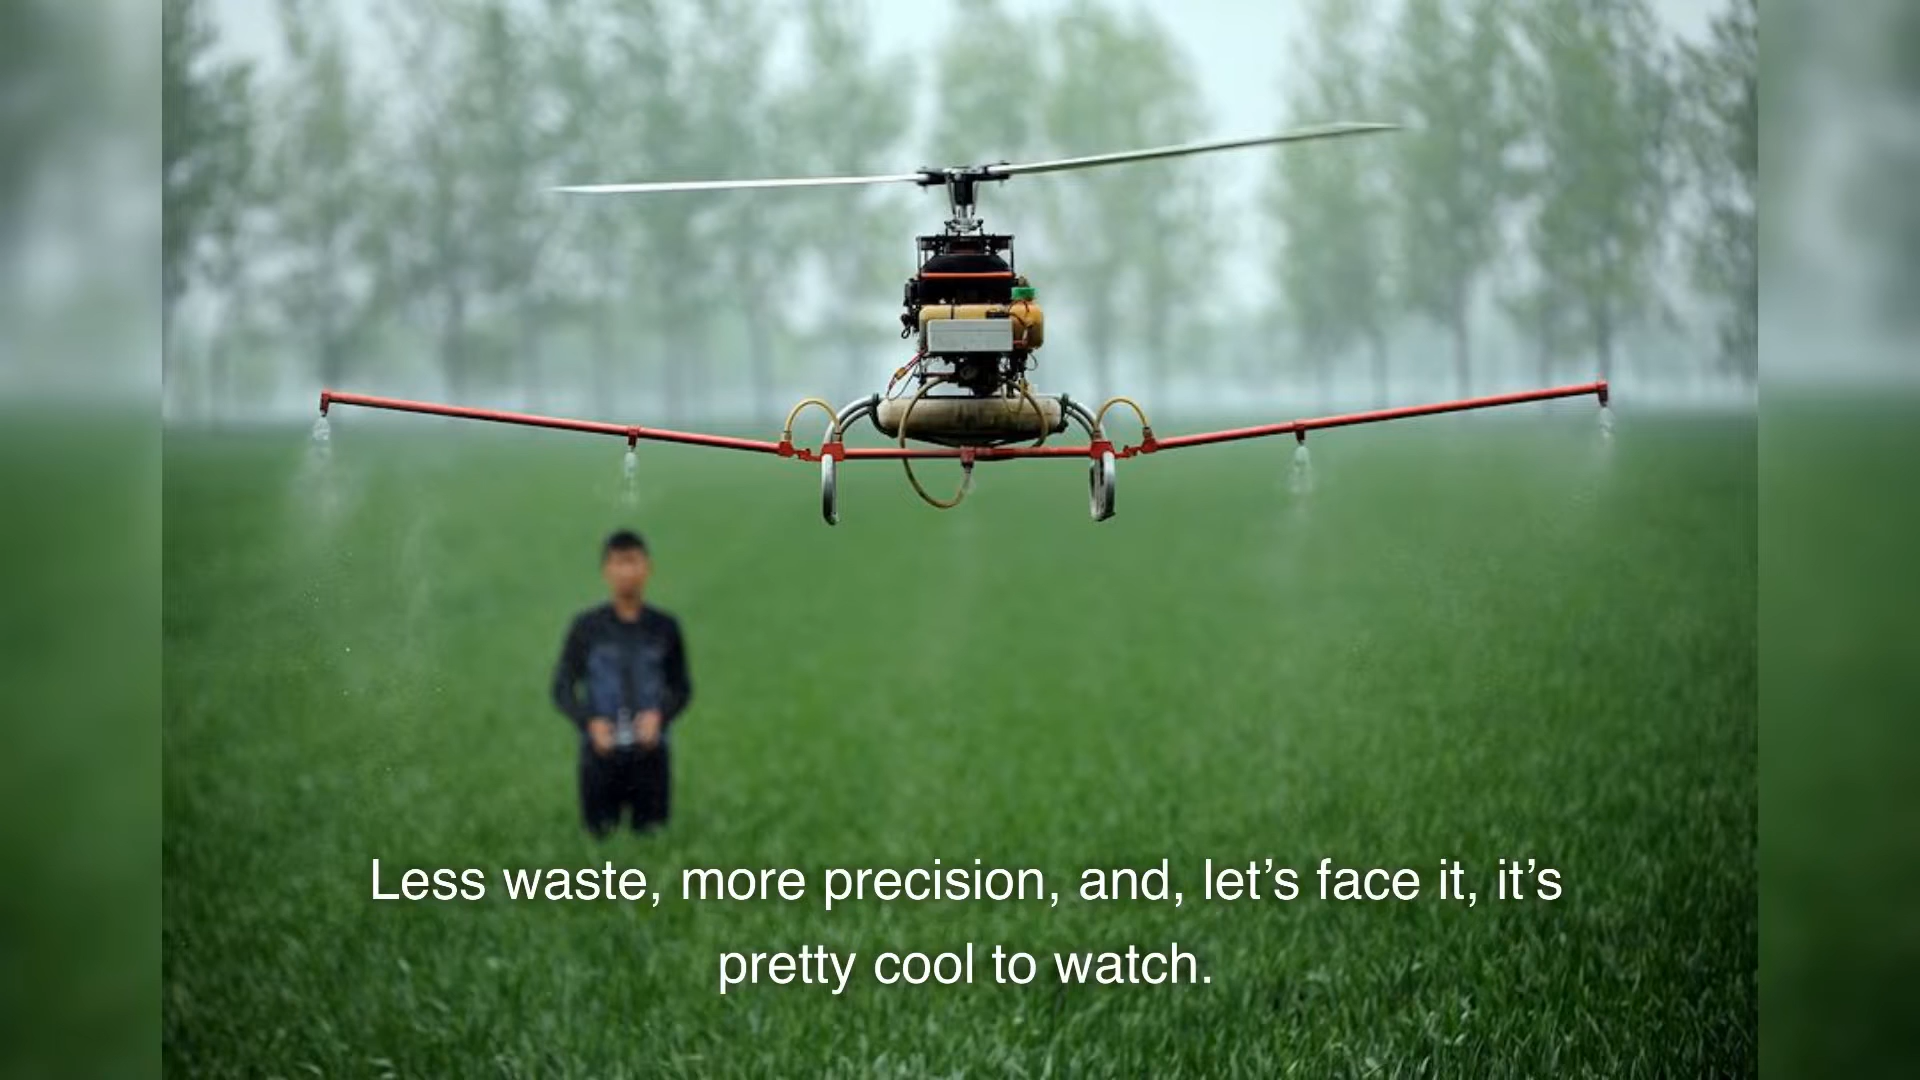 Less waste, more precision, and, let’s face it, it’s
pretty cool to watch.